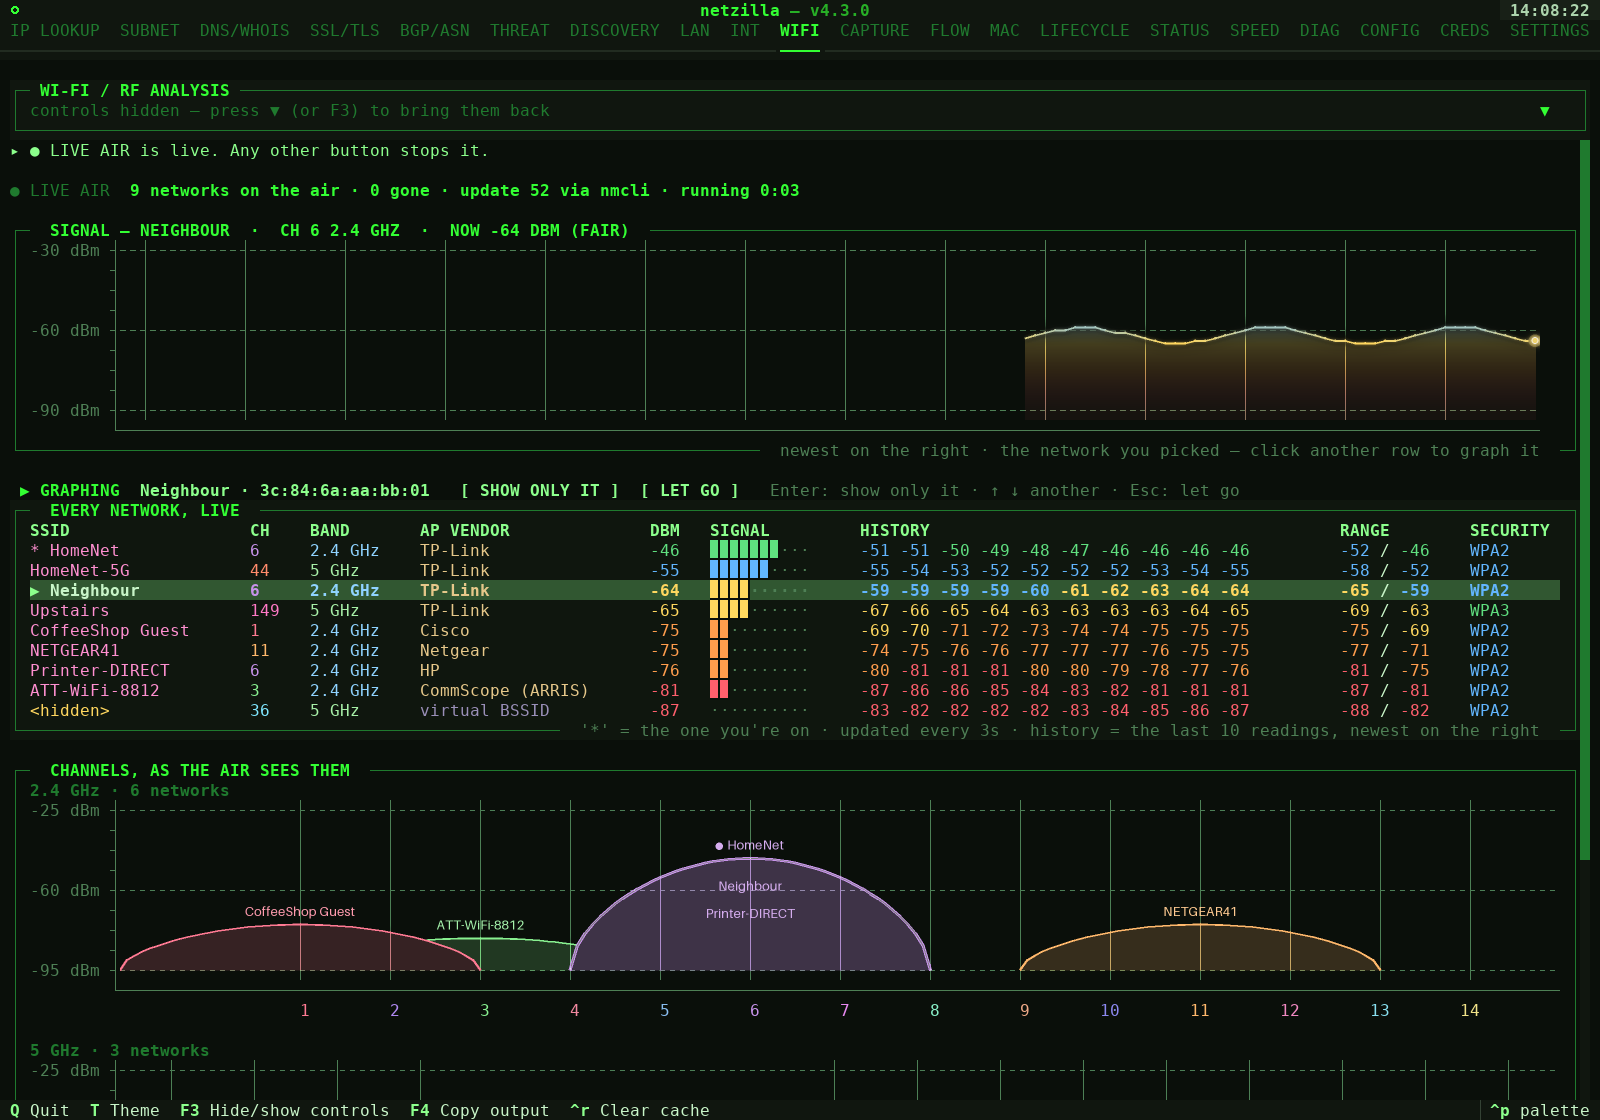 netzilla — v4.3.0
14:08:22
IP LOOKUP SUBNET DNS/WHOIS SSL/TLS BGP/ASN THREAT DISCOVERY LAN INT WIFI CAPTURE FLOW MAC LIFECYCLE STATUS SPEED DIAG CONFIG CREDS SETTINGS
WI-FI / RF ANALYSIS
controls hidden — press ▼ (or F3) to bring them back ▼
▸ ● LIVE AIR is live. Any other button stops it.
● LIVE AIR 9 networks on the air · 0 gone · update 52 via nmcli · running 0:03
SIGNAL — NEIGHBOUR · CH 6 2.4 GHZ · NOW -64 DBM (FAIR)
-30 dBm
-60 dBm
-90 dBm
newest on the right · the network you picked — click another row to graph it
▶ GRAPHING Neighbour · 3c:84:6a:aa:bb:01 [ SHOW ONLY IT ] [ LET GO ] Enter: show only it · ↑ ↓ another · Esc: let go
EVERY NETWORK, LIVE
SSID CH BAND AP VENDOR DBM SIGNAL HISTORY RANGE SECURITY
* HomeNet 6 2.4 GHz TP-Link -46 -51 -51 -50 -49 -48 -47 -46 -46 -46 -46 -52 / -46 WPA2
HomeNet-5G 44 5 GHz TP-Link -55 -55 -54 -53 -52 -52 -52 -52 -53 -54 -55 -58 / -52 WPA2
▶ Neighbour 6 2.4 GHz TP-Link -64 -59 -59 -59 -59 -60 -61 -62 -63 -64 -64 -65 / -59 WPA2
Upstairs 149 5 GHz TP-Link -65 -67 -66 -65 -64 -63 -63 -63 -63 -64 -65 -69 / -63 WPA3
CoffeeShop Guest 1 2.4 GHz Cisco -75 -69 -70 -71 -72 -73 -74 -74 -75 -75 -75 -75 / -69 WPA2
NETGEAR41 11 2.4 GHz Netgear -75 -74 -75 -76 -76 -77 -77 -77 -76 -75 -75 -77 / -71 WPA2
Printer-DIRECT 6 2.4 GHz HP -76 -80 -81 -81 -81 -80 -80 -79 -78 -77 -76 -81 / -75 WPA2
ATT-WiFi-8812 3 2.4 GHz CommScope (ARRIS) -81 -87 -86 -86 -85 -84 -83 -82 -81 -81 -81 -87 / -81 WPA2
<hidden> 36 5 GHz virtual BSSID -87 -83 -82 -82 -82 -82 -83 -84 -85 -86 -87 -88 / -82 WPA2
'*' = the one you're on · updated every 3s · history = the last 10 readings, newest on the right
CHANNELS, AS THE AIR SEES THEM
2.4 GHz · 6 networks
-25 dBm
● HomeNet
-60 dBm
Neighbour
CoffeeShop Guest
Printer-DIRECT
NETGEAR41
ATT-WiFi-8812
-95 dBm
1 2 3 4 5 6 7 8 9 10 11 12 13 14
5 GHz · 3 networks
-25 dBm
Q Quit T Theme F3 Hide/show controls F4 Copy output ^r Clear cache ^p palette